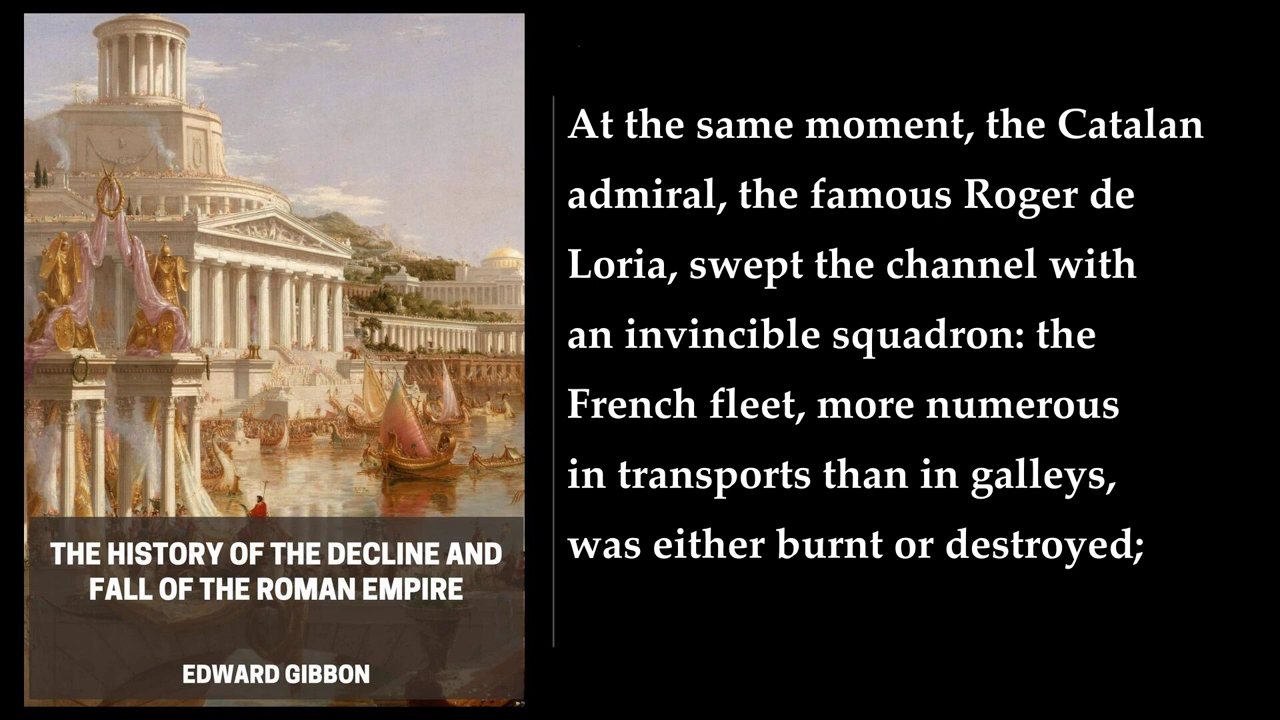 THE HISTORY OF THE DECLINE AND
FALL OF THE ROMAN EMPIRE
EDWARD GIBBON
At the same moment, the Catalan
admiral, the famous Roger de
Loria, swept the channel with
an invincible squadron: the
French fleet, more numerous
in transports than in galleys,
was either burnt or destroyed;